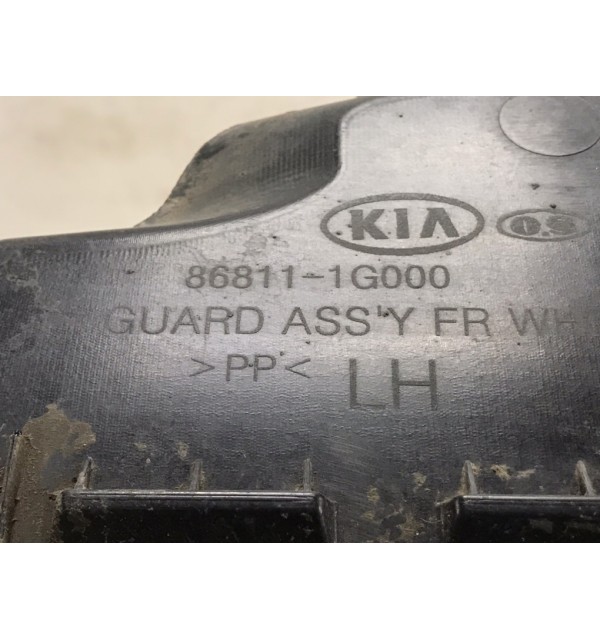 KIA O.S
86811-1G000
GUARD ASS'Y FR WH
>PP< LH